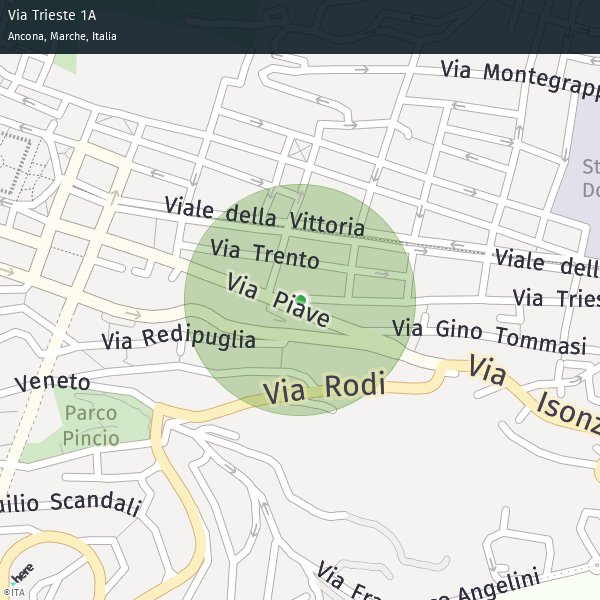 Via Trieste 1A
Ancona, Marche, Italia
Via Montegrapp
St
Do
Viale della Vittoria
Via Trento
Viale dell
Via Piave
Via Tries
Via Gino Tommasi
Via Redipuglia
Via
Veneto
Via Rodi
Isonz
Parco
Pincio
uilio Scandali
here
Via Fra
o Angelini
©ITA